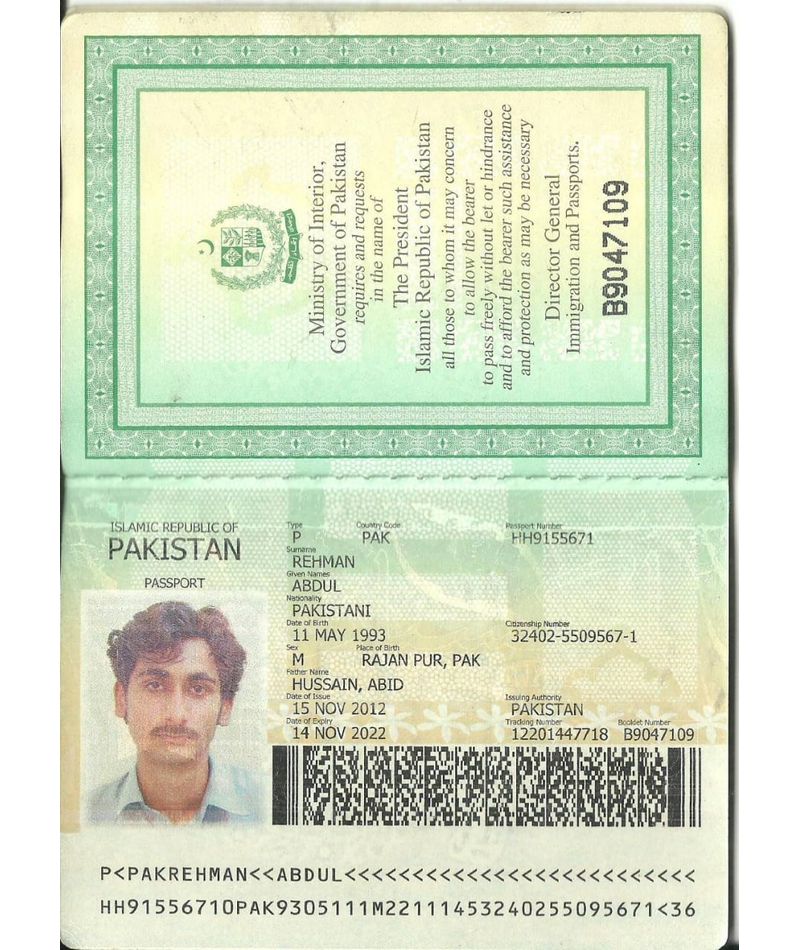 Ministry of Interior,
Government of Pakistan
requires and requests
in the name of
The President
Islamic Republic of Pakistan
all those to whom it may concern
to allow the bearer
to pass freely without let or hindrance
and to afford the bearer such assistance
and protection as may be necessary
Director General
Immigration and Passports.
B9047109
ISLAMIC REPUBLIC OF
PAKISTAN
PASSPORT
Type Country Code Passport Number
P PAK HH9155671
Surname
REHMAN
Given Names
ABDUL
Nationality
PAKISTANI
Date of Birth Citizenship Number
11 MAY 1993 32402-5509567-1
Sex Place of Birth
M RAJAN PUR, PAK
Father Name
HUSSAIN, ABID
Date of Issue Issuing Authority
15 NOV 2012 PAKISTAN
Date of Expiry Tracking Number Booklet Number
14 NOV 2022 12201447718 B9047109
P<PAKREHMAN<<ABDUL<<<<<<<<<<<<<<<<<<<<<<<<<<
HH91556710PAK9305111M22111453240255095671<36